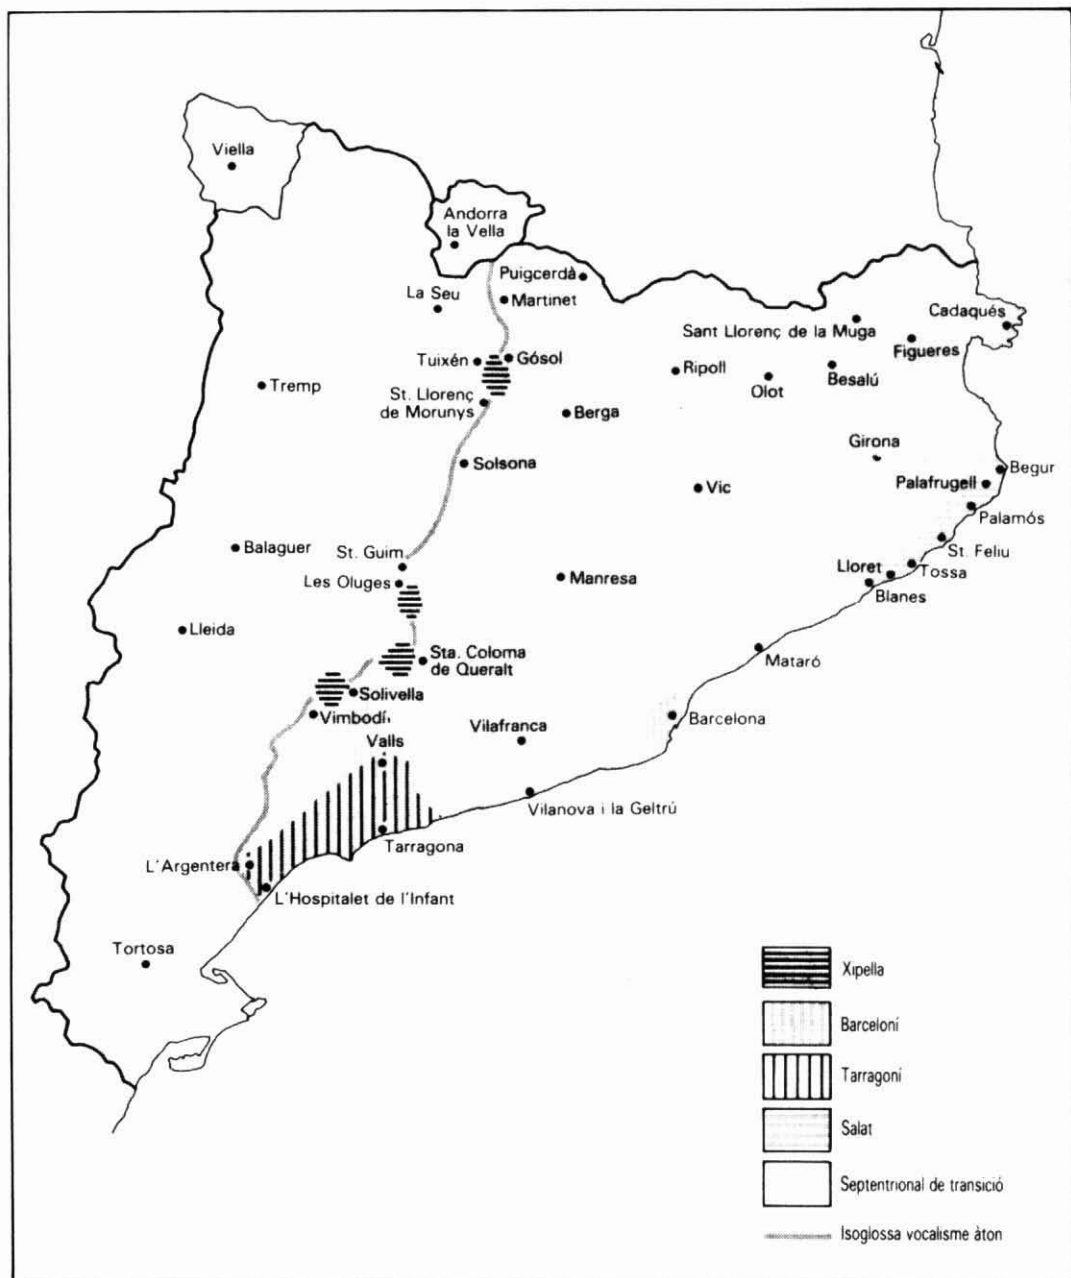 Viella
Andorra
la Vella
Puigcerdà
La Seu
Martinet
Cadaqués
Sant Llorenç de la Muga
Figueres
Tuixén
Gósol
Ripoll
Besalú
Olot
Tremp
St. Llorenç
de Morunys
Berga
Girona
Solsona
Begur
Vic
Palafrugell
Palamós
Balaguer
St. Guim
St. Feliu
Les Oluges
Manresa
Lloret
Tossa
Blanes
Lleida
Sta. Coloma
de Queralt
Mataró
Solivella
Vimbodí
Barcelona
Vilafranca
Valls
Vilanova i la Geltrú
Tarragona
L'Argentera
L'Hospitalet de l'Infant
Tortosa
Xipella
Barceloní
Tarragoní
Salat
Septentrional de transició
Isoglossa vocalisme àton